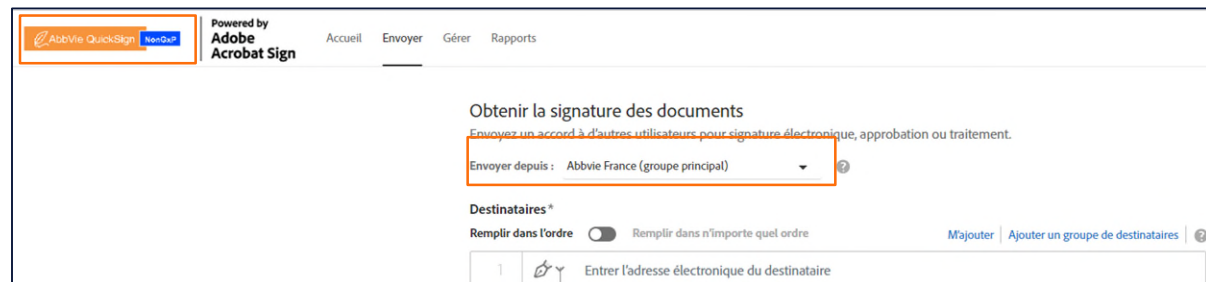 AbbVie QuickSign NonGxP
Powered by
Adobe
Acrobat Sign
Accueil Envoyer Gérer Rapports
Obtenir la signature des documents
Envoyez un accord à d'autres utilisateurs pour signature électronique, approbation ou traitement.
Envoyer depuis : Abbvie France (groupe principal) ?
Destinataires*
Remplir dans l'ordre Remplir dans n'importe quel ordre M'ajouter | Ajouter un groupe de destinataires | ?
1 Entrer l'adresse électronique du destinataire